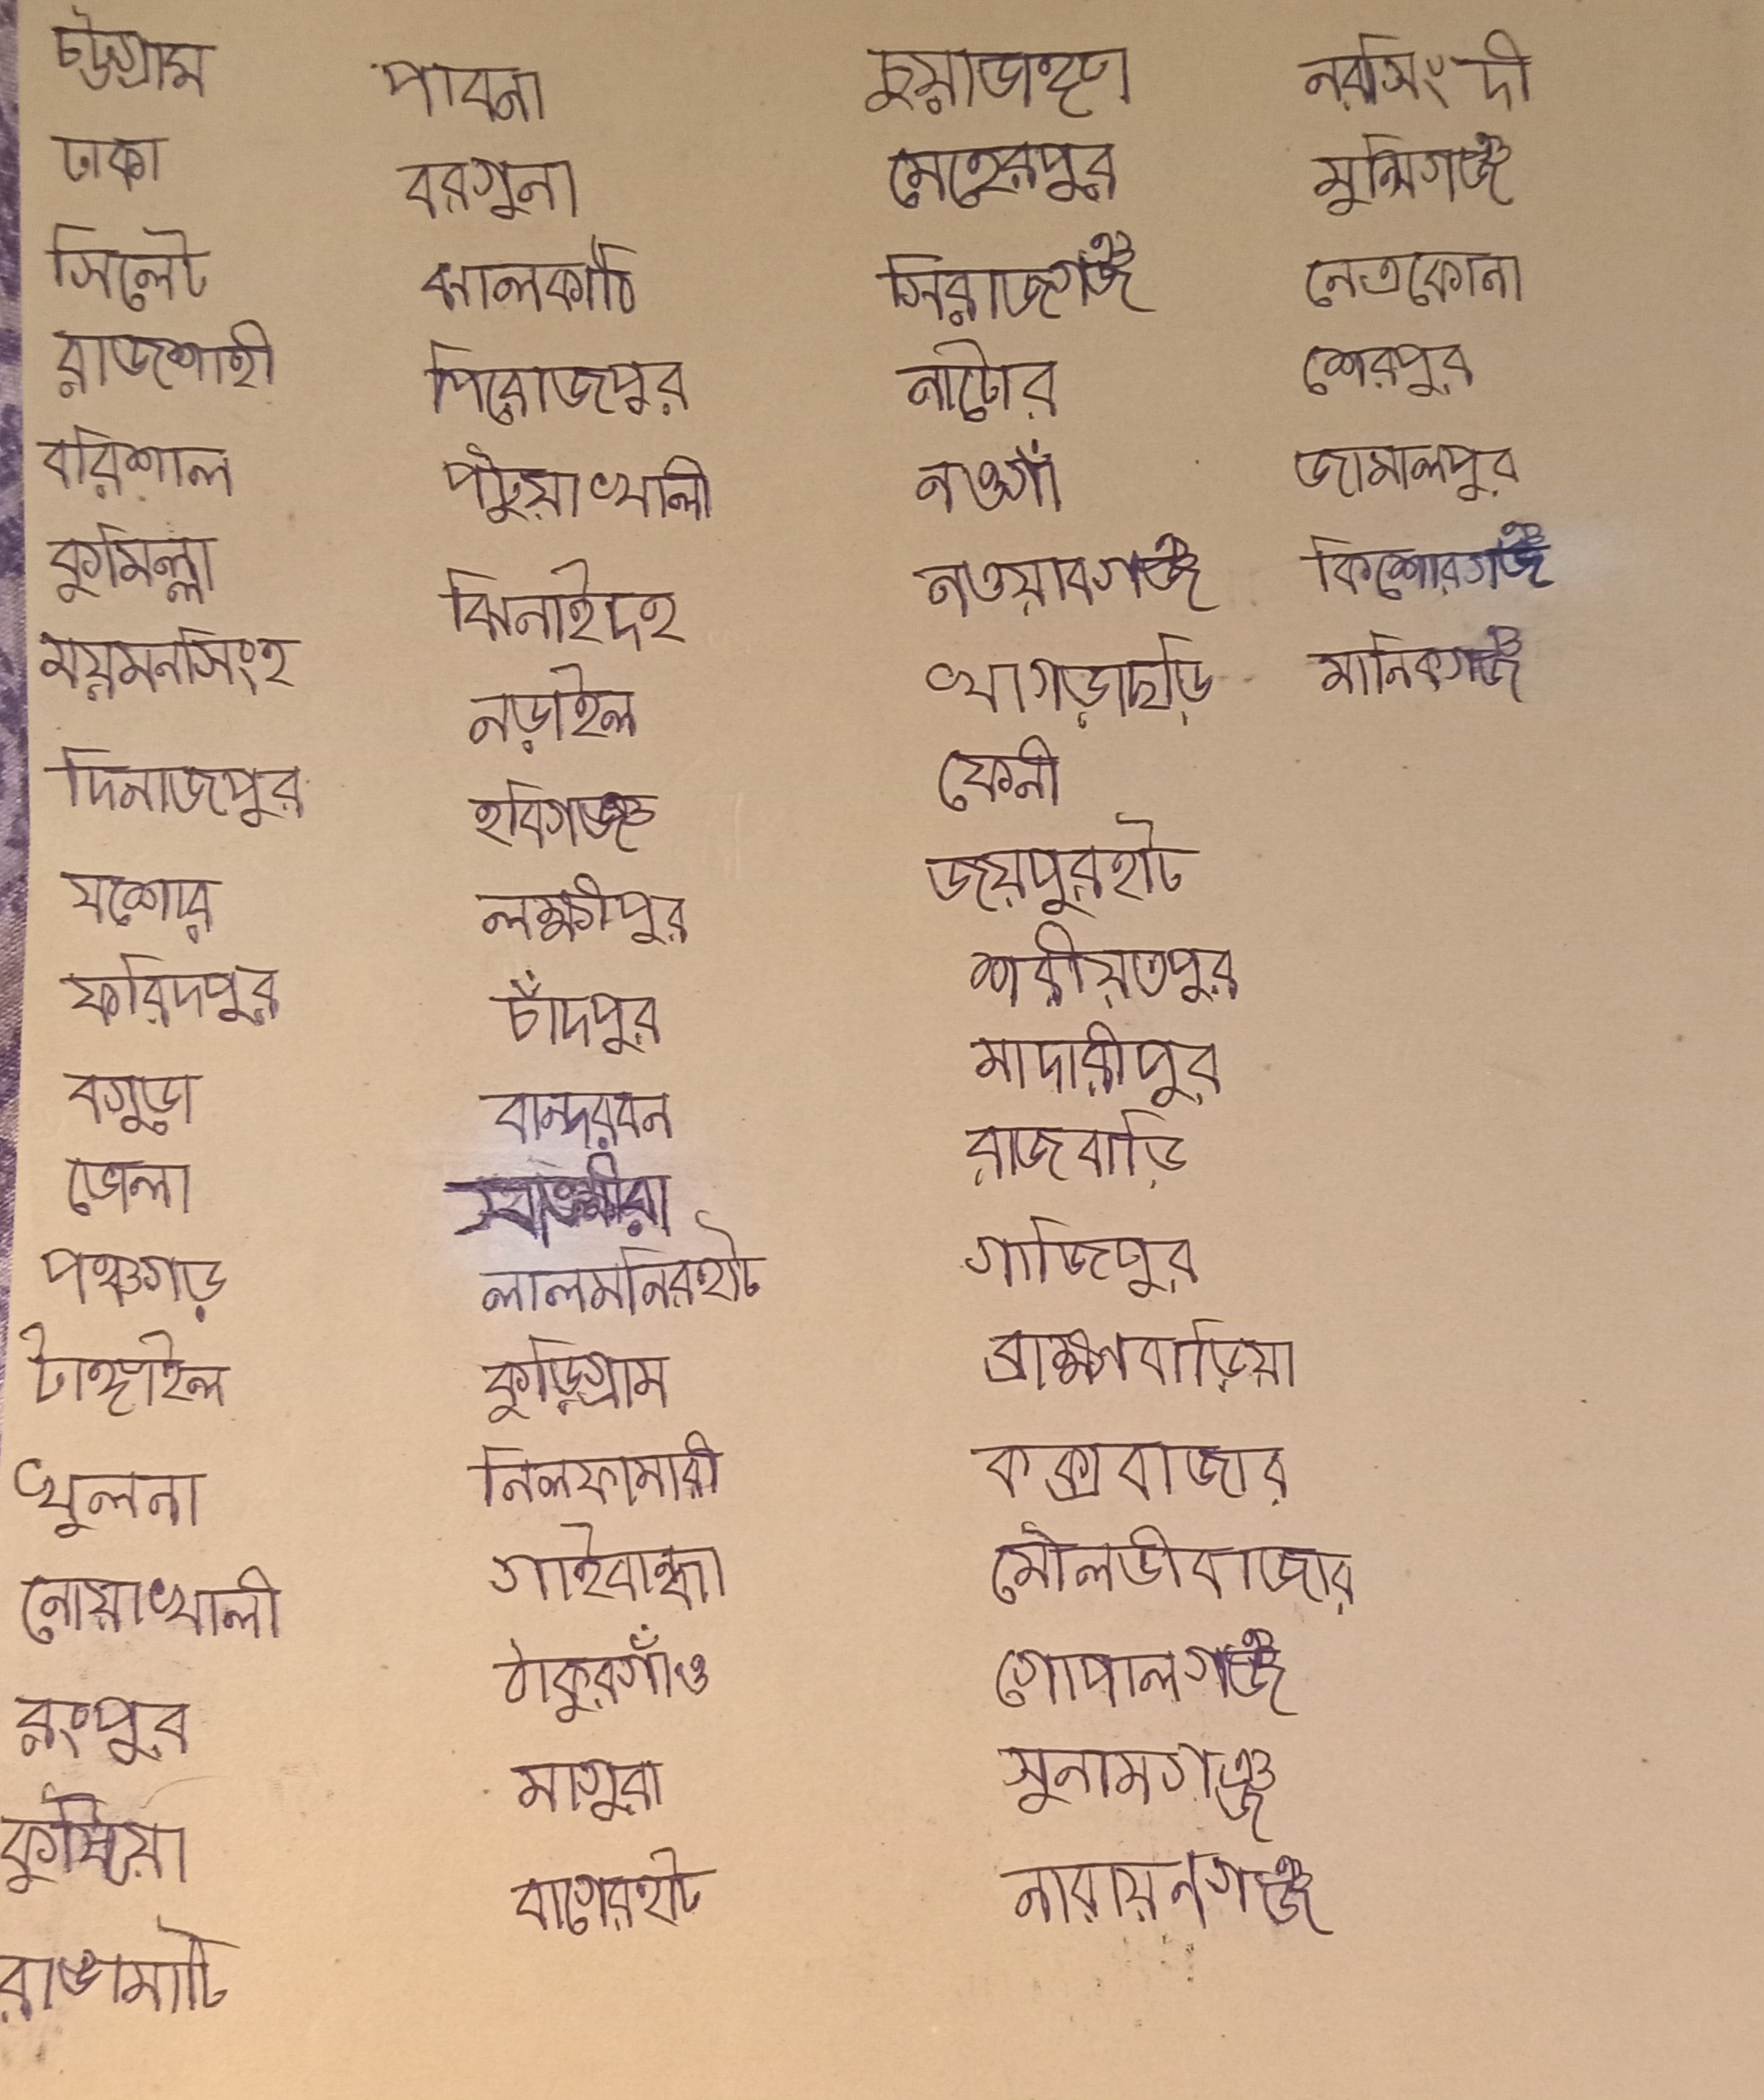 চট্টগ্রাম
ঢাকা
সিলেট
রাজশাহী
বরিশাল
কুমিল্লা
ময়মনসিংহ
দিনাজপুর
যশোর
ফরিদপুর
বগুড়া
ভোলা
পঞ্চগড়
টাঙ্গাইল
খুলনা
নোয়াখালী
রংপুর
কুষ্টিয়া
রাঙামাটি
পাবনা
বরগুনা
ঝালকাঠি
পিরোজপুর
পটুয়াখালী
ঝিনাইদহ
নড়াইল
হবিগঞ্জ
লক্ষ্মীপুর
চাঁদপুর
বান্দরবন
সাতক্ষীরা
লালমনিরহাট
কুড়িগ্রাম
নিলফামারী
গাইবান্ধা
ঠাকুরগাঁও
মাগুরা
বাগেরহাট
চুয়াডাঙ্গা
মেহেরপুর
সিরাজগঞ্জ
নাটোর
নওগাঁ
নওয়াবগঞ্জ
খাগড়াছড়ি
ফেনী
জয়পুরহাট
শরীয়তপুর
মাদারীপুর
রাজবাড়ি
গাজিপুর
ব্রাহ্মণবাড়িয়া
কক্সবাজার
মৌলভীবাজার
গোপালগঞ্জ
সুনামগঞ্জ
নারায়নগঞ্জ
নরসিংদী
মুন্সিগঞ্জ
নেত্রকোনা
শেরপুর
জামালপুর
কিশোরগঞ্জ
মানিকগঞ্জ